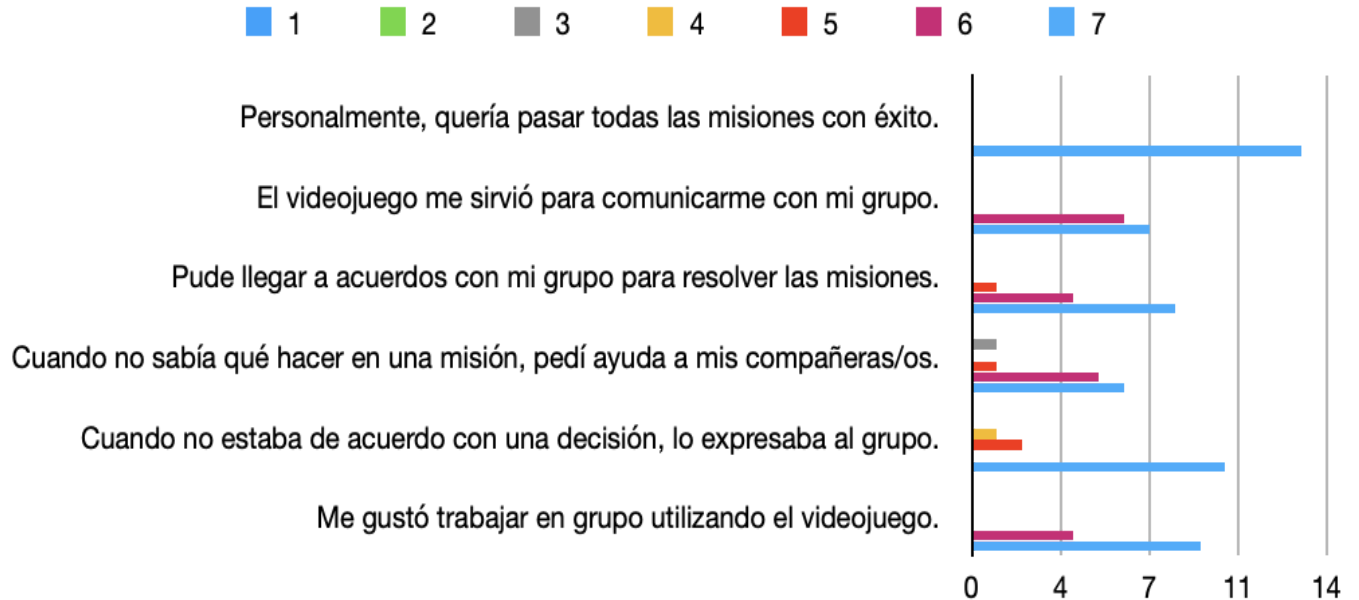 1 2 3 4 5 6 7
Personalmente, quería pasar todas las misiones con éxito.
El videojuego me sirvió para comunicarme con mi grupo.
Pude llegar a acuerdos con mi grupo para resolver las misiones.
Cuando no sabía qué hacer en una misión, pedí ayuda a mis compañeras/os.
Cuando no estaba de acuerdo con una decisión, lo expresaba al grupo.
Me gustó trabajar en grupo utilizando el videojuego.
0 4 7 11 14